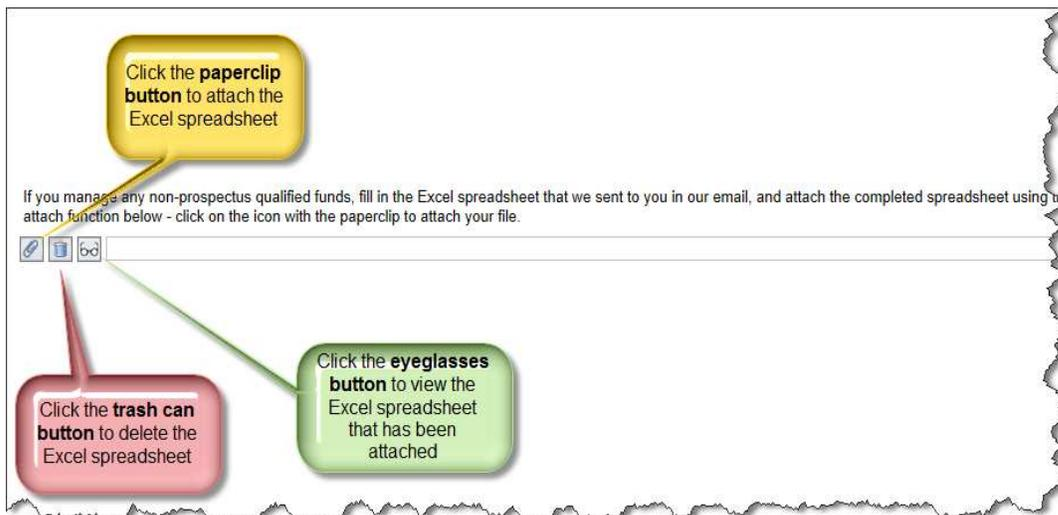 Click the paperclip
button to attach the
Excel spreadsheet
If you manage any non-prospectus qualified funds, fill in the Excel spreadsheet that we sent to you in our email, and attach the completed spreadsheet using
attach function below - click on the icon with the paperclip to attach your file.
Click the eyeglasses
button to view the
Excel spreadsheet
that has been
attached
Click the trash can
button to delete the
Excel spreadsheet